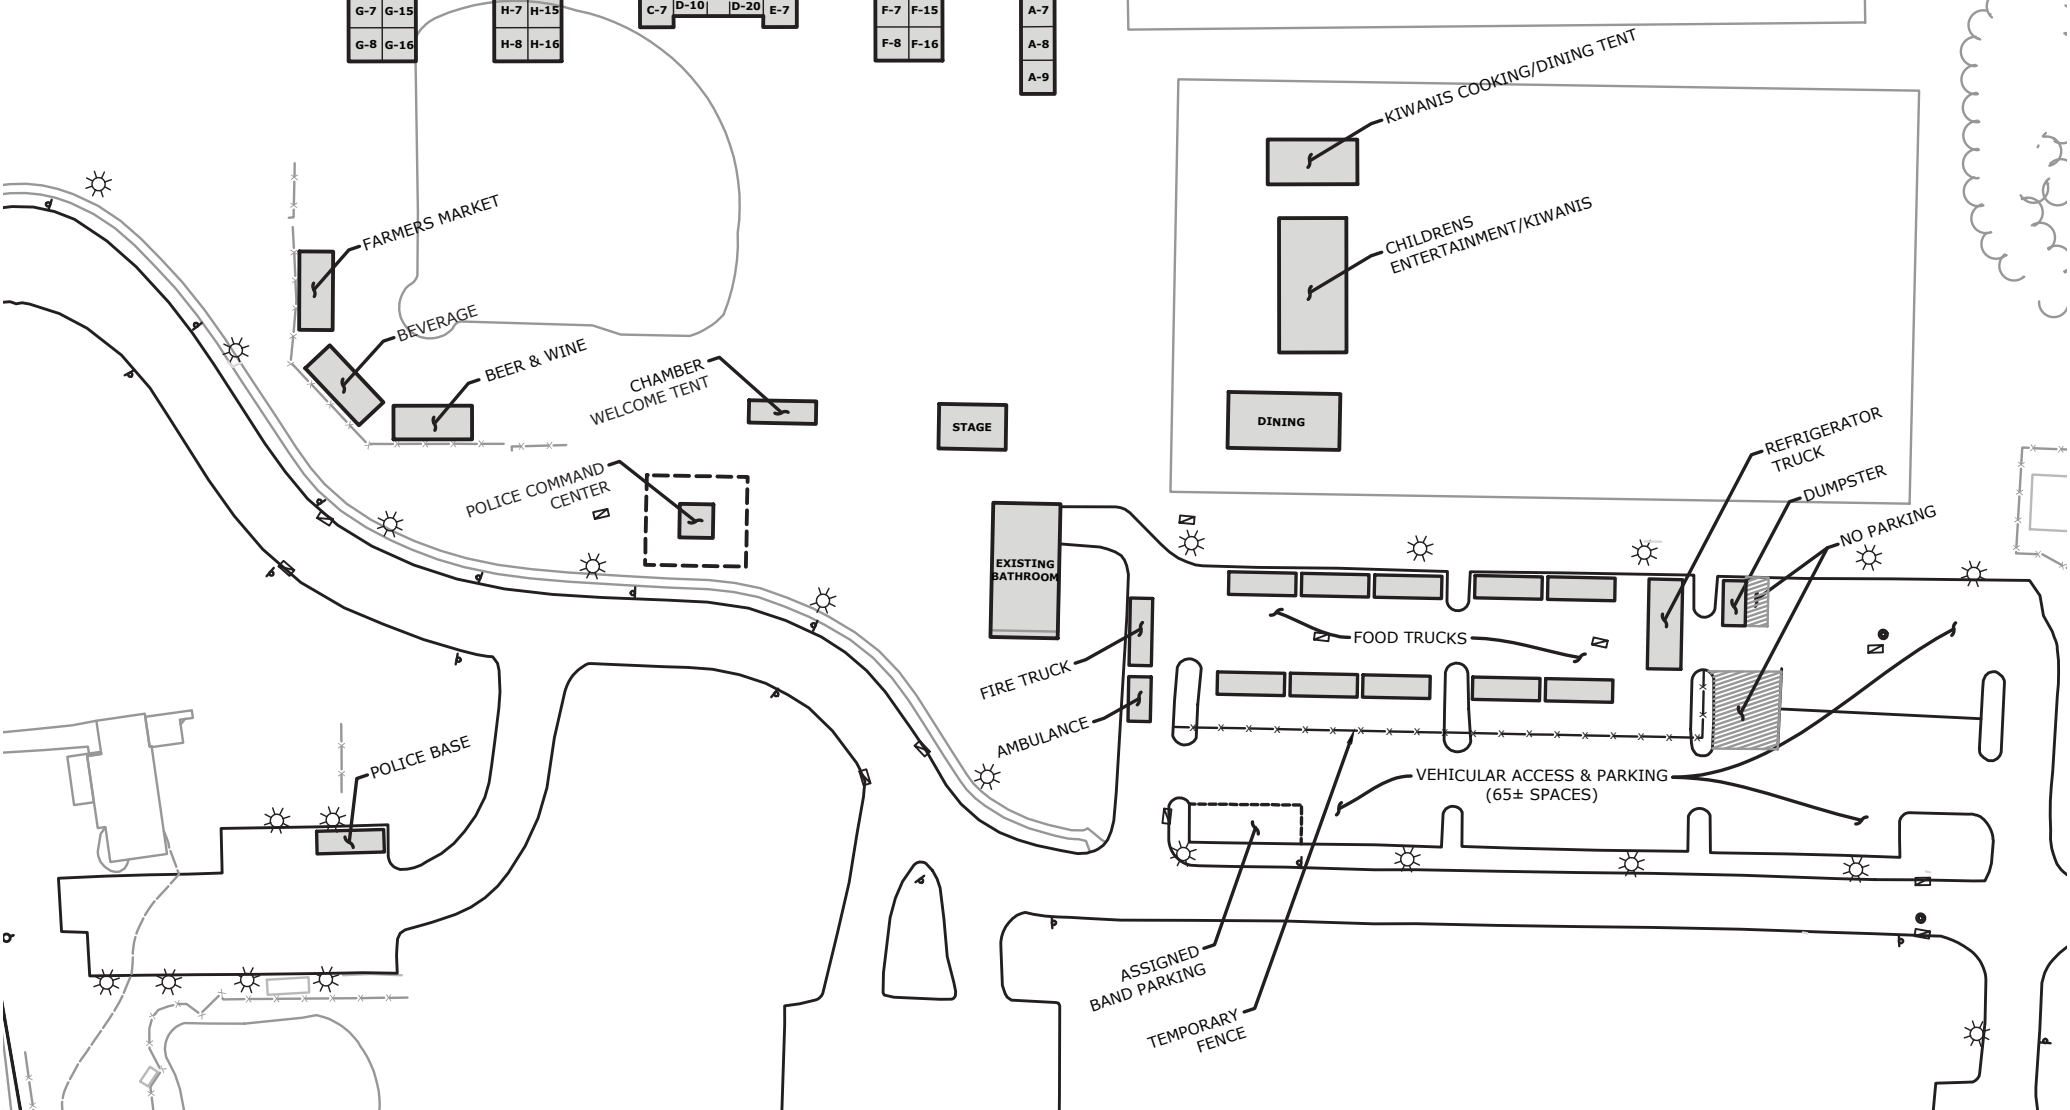 G-7 G-15
G-8 G-16
H-7 H-15
H-8 H-16
C-7 D-10 D-20 E-7
F-7 F-15
F-8 F-16
A-7
A-8
A-9
KIWANIS COOKING/DINING TENT
FARMERS MARKET
CHILDRENS
ENTERTAINMENT/KIWANIS
BEVERAGE
BEER & WINE
CHAMBER
WELCOME TENT
STAGE
DINING
REFRIGERATOR
TRUCK
DUMPSTER
NO PARKING
POLICE COMMAND
CENTER
EXISTING
BATHROOM
FOOD TRUCKS
FIRE TRUCK
AMBULANCE
POLICE BASE
VEHICULAR ACCESS & PARKING
(65± SPACES)
ASSIGNED
BAND PARKING
TEMPORARY
FENCE